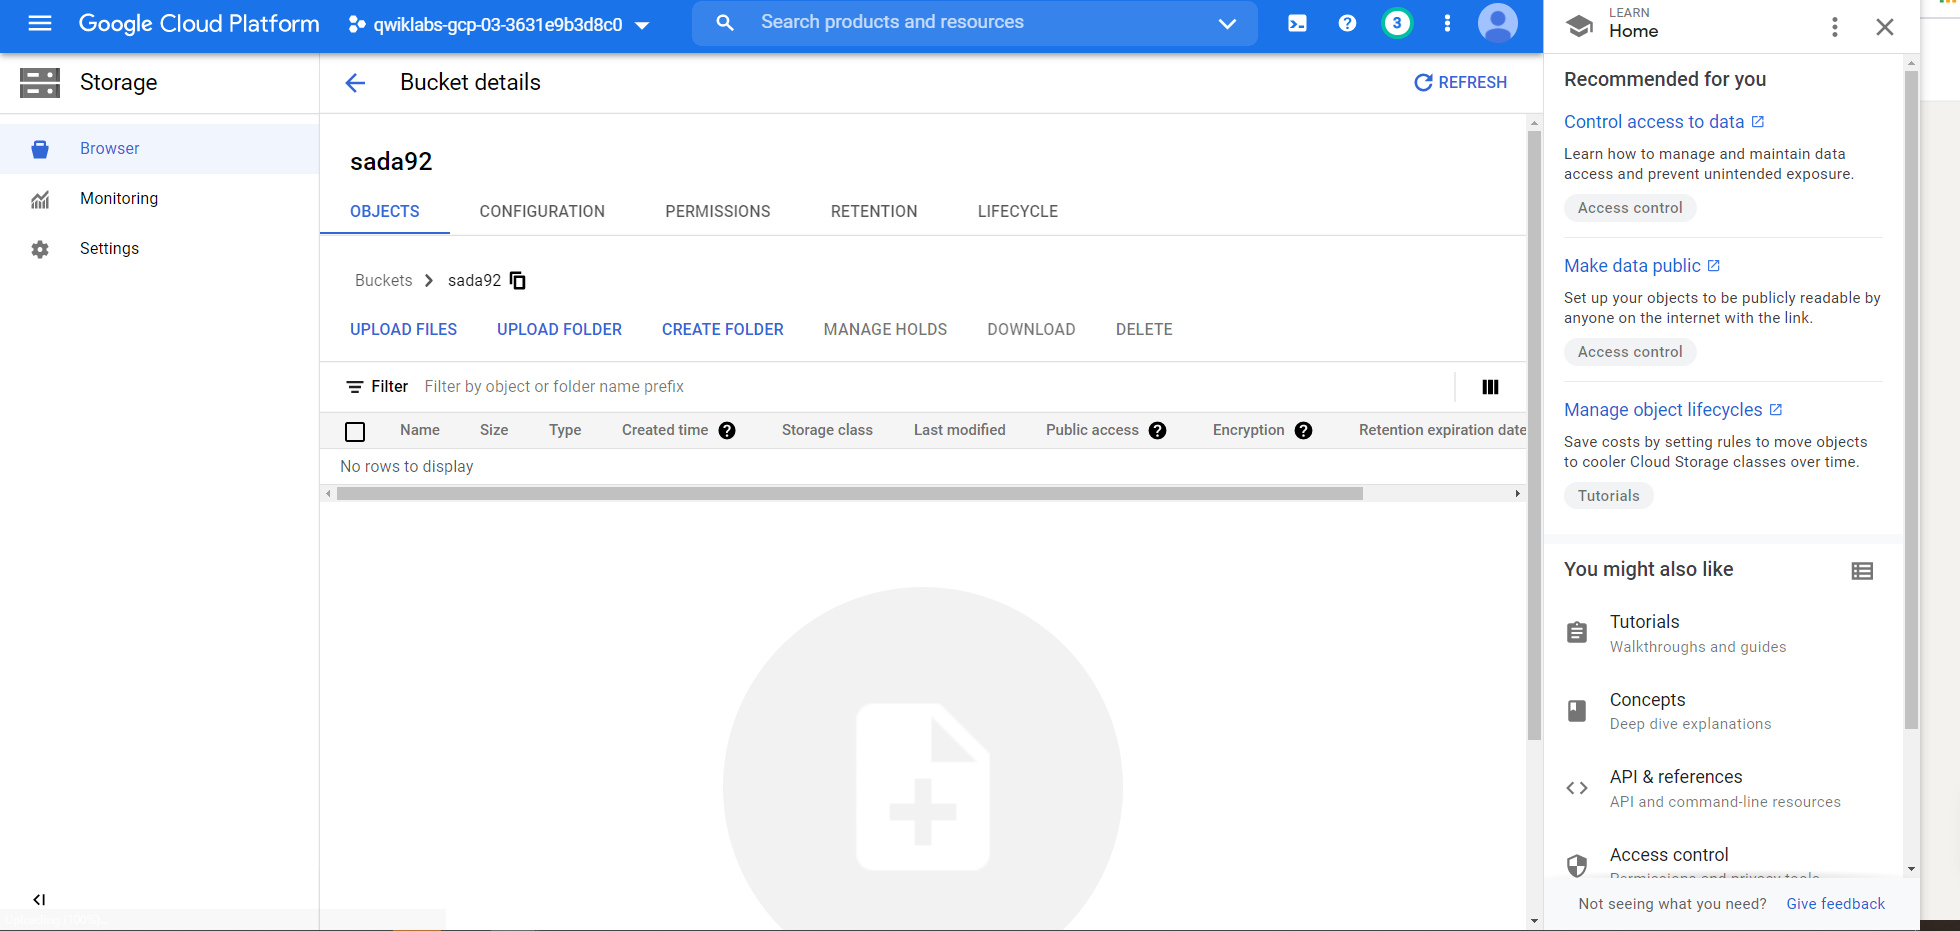 Google Cloud Platform
qwiklabs-gcp-03-3631e9b3d8c0
Search products and resources
3
LEARN
Home
Storage
Bucket details
REFRESH
Browser
Monitoring
Settings
sada92
OBJECTS
CONFIGURATION
PERMISSIONS
RETENTION
LIFECYCLE
Buckets
sada92
UPLOAD FILES
UPLOAD FOLDER
CREATE FOLDER
MANAGE HOLDS
DOWNLOAD
DELETE
Filter
Filter by object or folder name prefix
Name
Size
Type
Created time
Storage class
Last modified
Public access
Encryption
Retention expiration date
No rows to display
Recommended for you
Control access to data
Learn how to manage and maintain data
access and prevent unintended exposure.
Access control
Make data public
Set up your objects to be publicly readable by
anyone on the internet with the link.
Access control
Manage object lifecycles
Save costs by setting rules to move objects
to cooler Cloud Storage classes over time.
Tutorials
You might also like
Tutorials
Walkthroughs and guides
Concepts
Deep dive explanations
API & references
API and command-line resources
Access control
Permissions and privacy tools
Not seeing what you need?
Give feedback